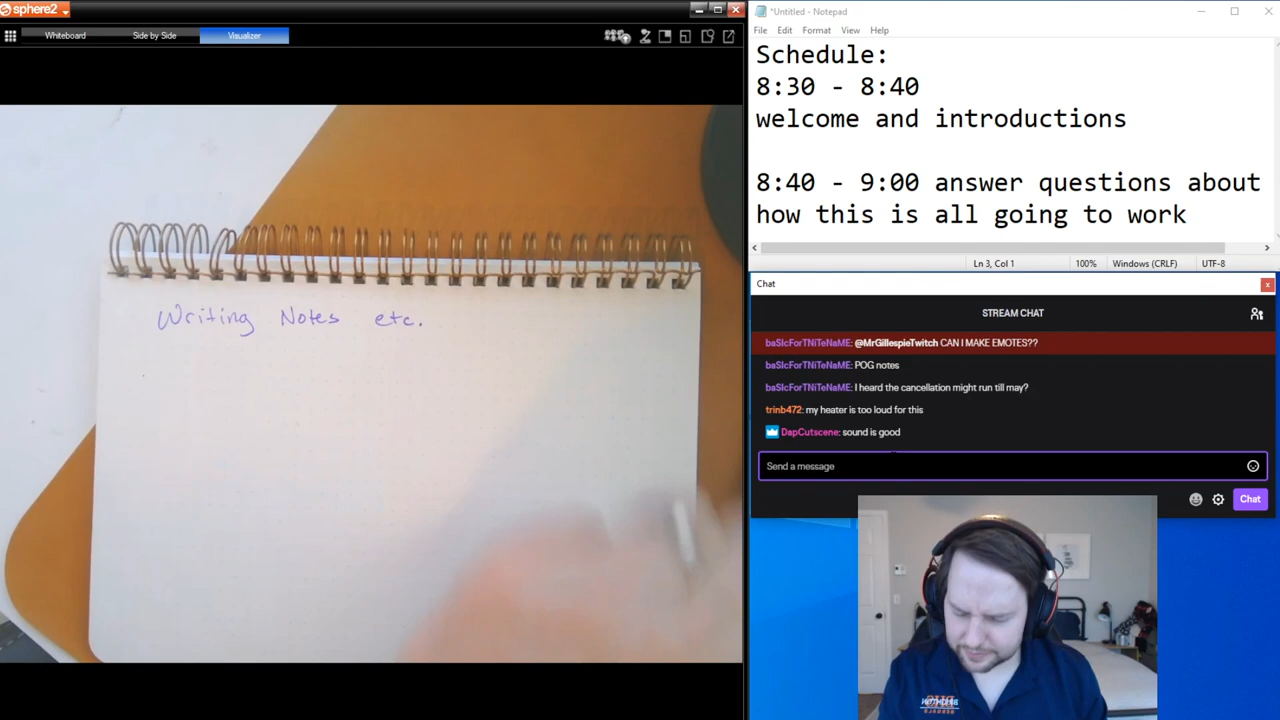 sphere2
Whiteboard
Side by Side
Visualizer
Writing Notes etc.
*Untitled - Notepad
File Edit Format View Help
Schedule:
8:30 - 8:40
welcome and introductions
8:40 - 9:00 answer questions about
how this is all going to work
Ln 3, Col 1 100% Windows (CRLF) UTF-8
Chat
STREAM CHAT
baSIcForTNiTeNaME: @MrGillespieTwitch CAN I MAKE EMOTES??
baSIcForTNiTeNaME: POG notes
baSIcForTNiTeNaME: I heard the cancellation might run till may?
trinb472: my heater is too loud for this
DapCutscene: sound is good
Send a message
Chat